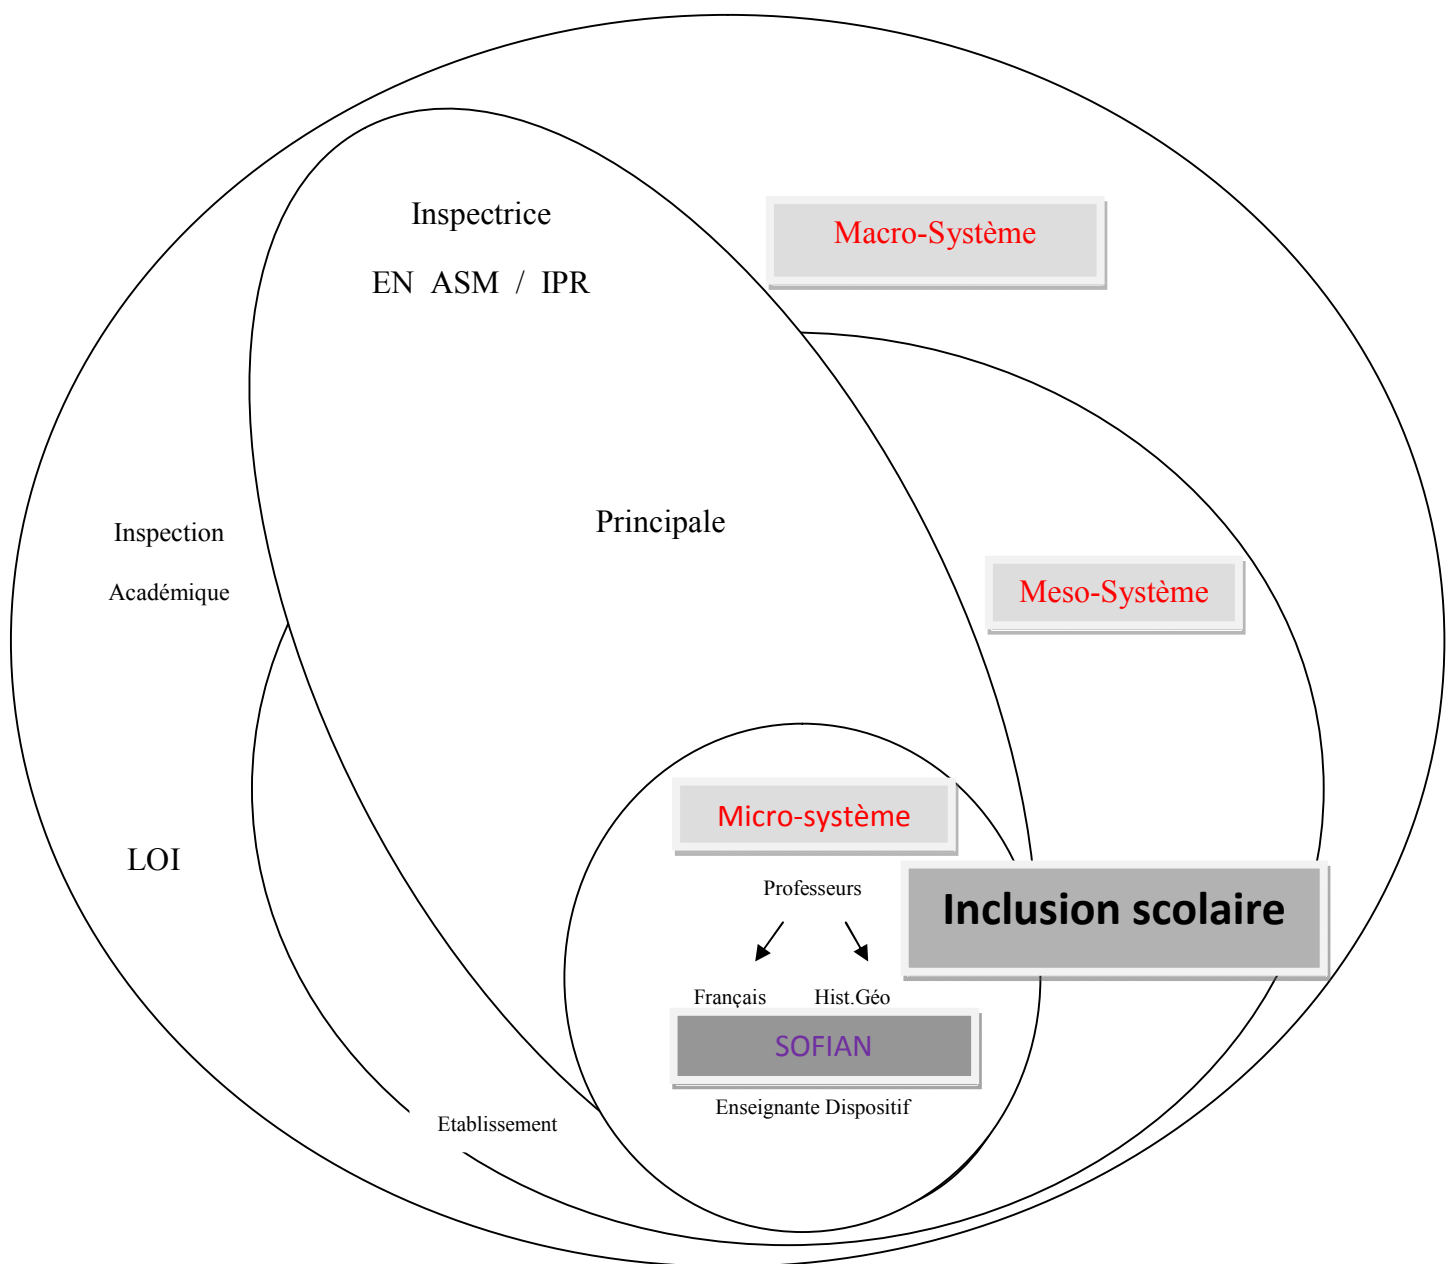 Inspectrice
EN ASM / IPR
Macro-Système
Principale
Inspection
Académique
Meso-Système
LOI
Micro-système
Professeurs
Inclusion scolaire
Français
Hist.Géo
SOFIAN
Enseignante Dispositif
Etablissement